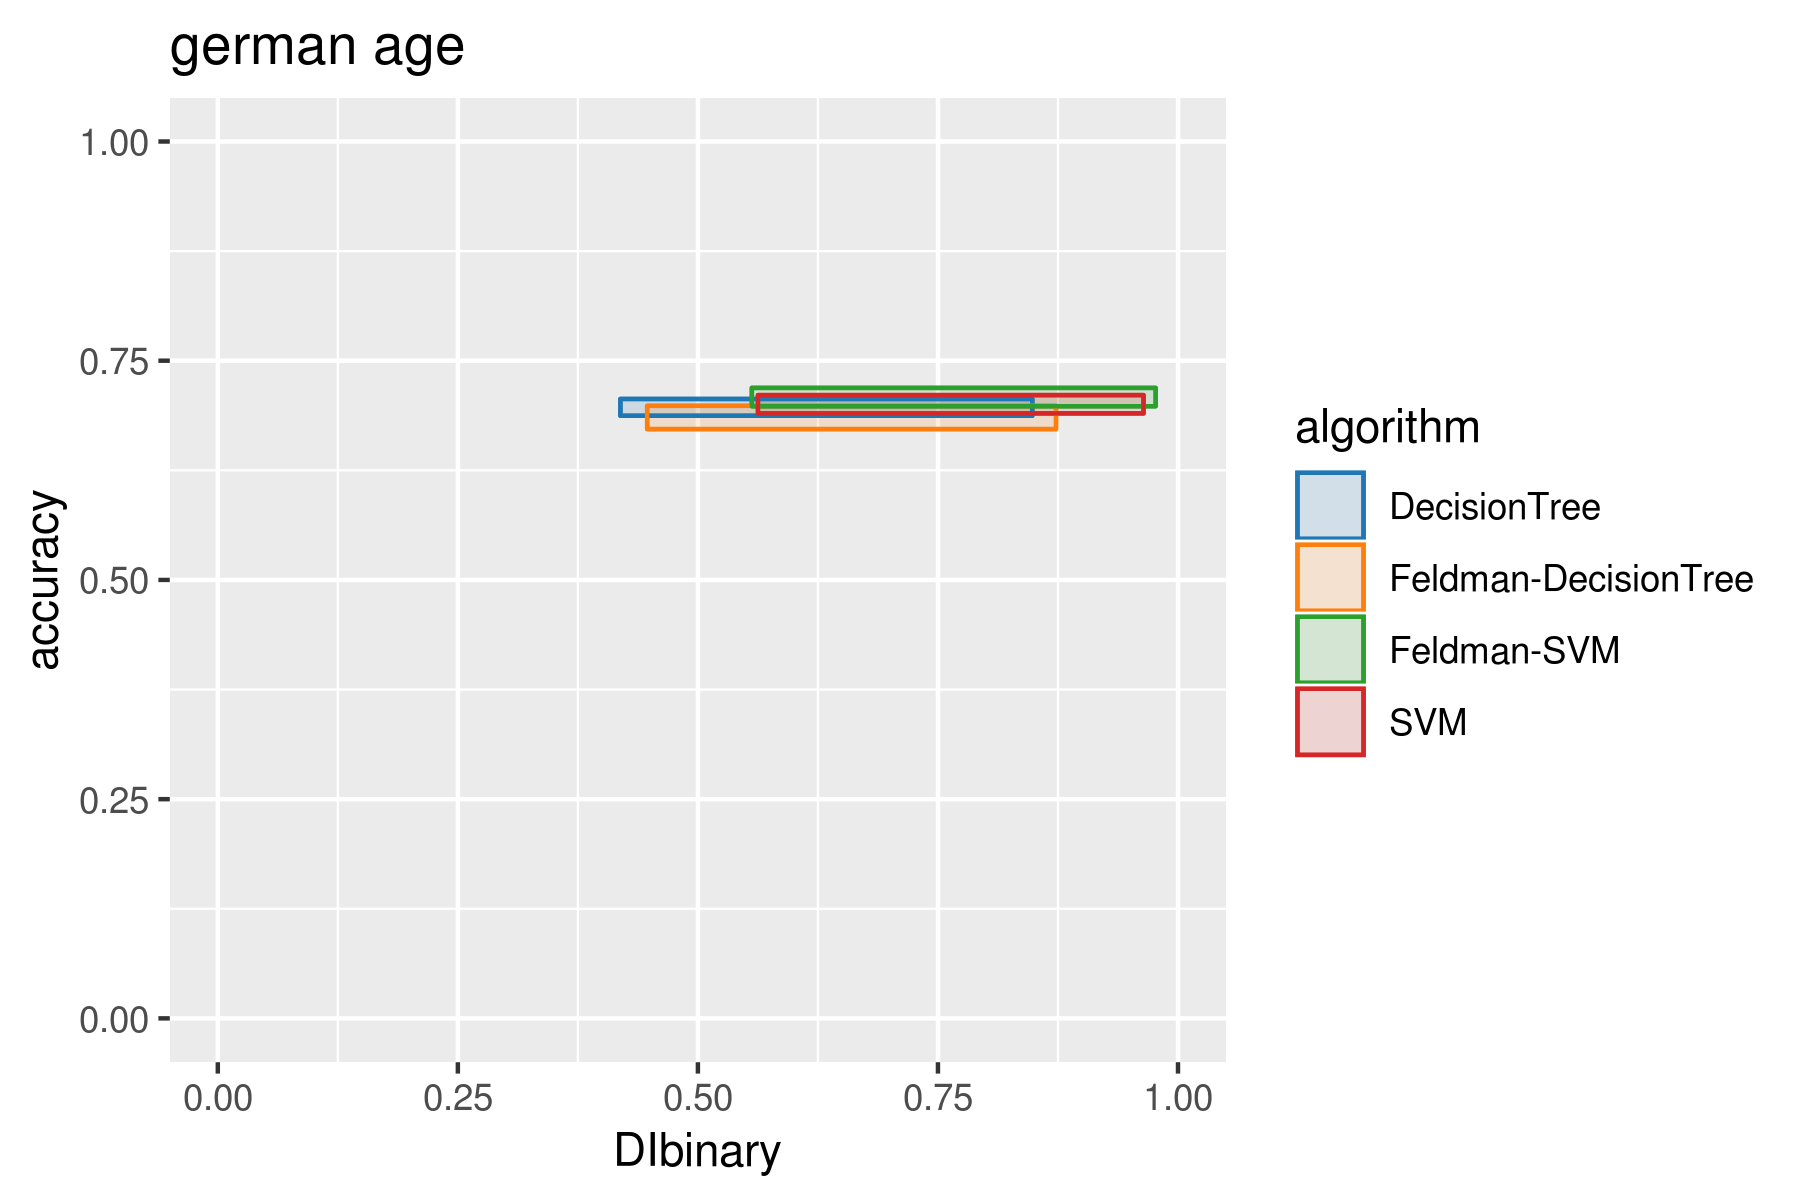 german age
accuracy
1.00
0.75
0.50
0.25
0.00
0.00 0.25 0.50 0.75 1.00
DIbinary
algorithm
DecisionTree
Feldman-DecisionTree
Feldman-SVM
SVM